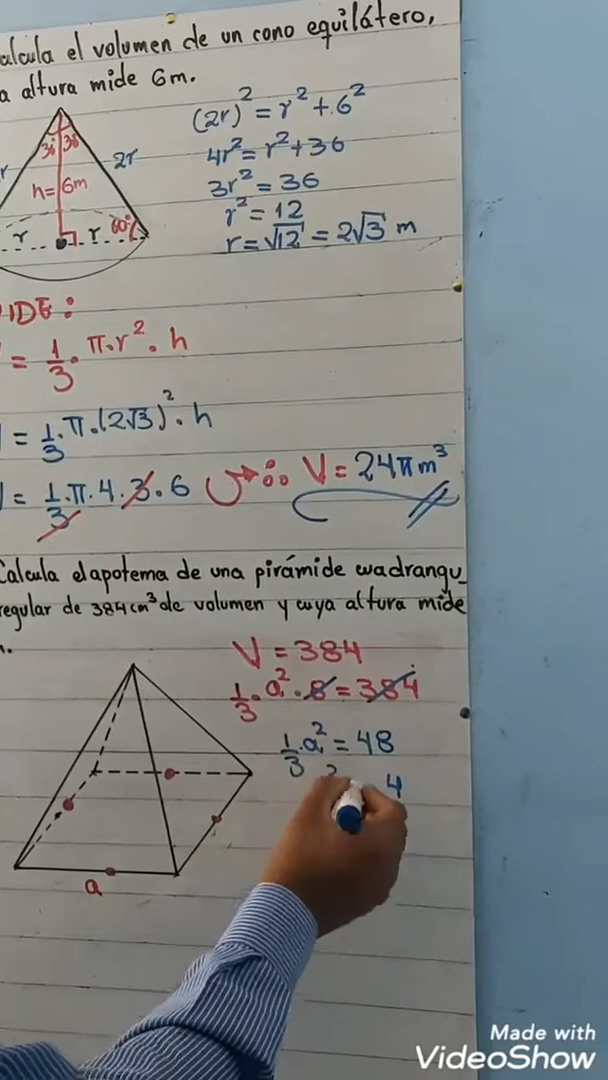 alcula el volumen de un cono equilátero,
a altura mide 6m.
(2r)² = r² + 6²
4r² = r² + 36
3r² = 36
r² = 12
r = √12 = 2√3 m
30° 30°
r 2r
h = 6m
r r 60°
IDE:
= 1/3 · π · r² · h
= 1/3 · π · (2√3)² · h
= 1/3 · π · 4 · 3 · 6 ∴ V = 24πm³
Calcula el apotema de una pirámide cuadrangu_
regular de 384cm³ de volumen y cuya altura mide
V = 384
1/3 · a² · 8 = 384
1/3 · a² = 48
2 4
a
Made with
VideoShow